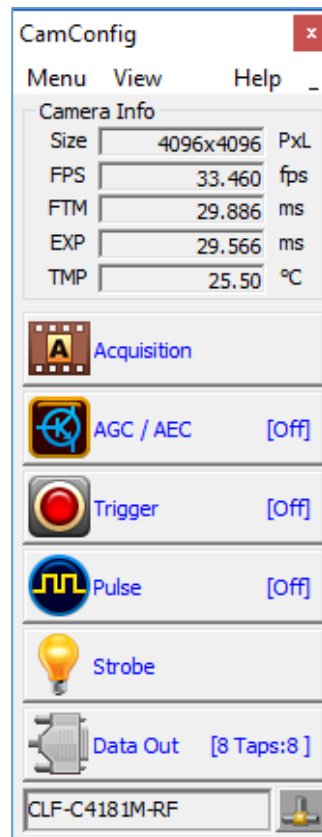 CamConfig x
Menu View Help _
Camera Info
Size 4096x4096 PxL
FPS 33.460 fps
FTM 29.886 ms
EXP 29.566 ms
TMP 25.50 ºC
A Acquisition
AGC / AEC [Off]
Trigger [Off]
Pulse [Off]
Strobe
Data Out [8 Taps:8 ]
CLF-C4181M-RF